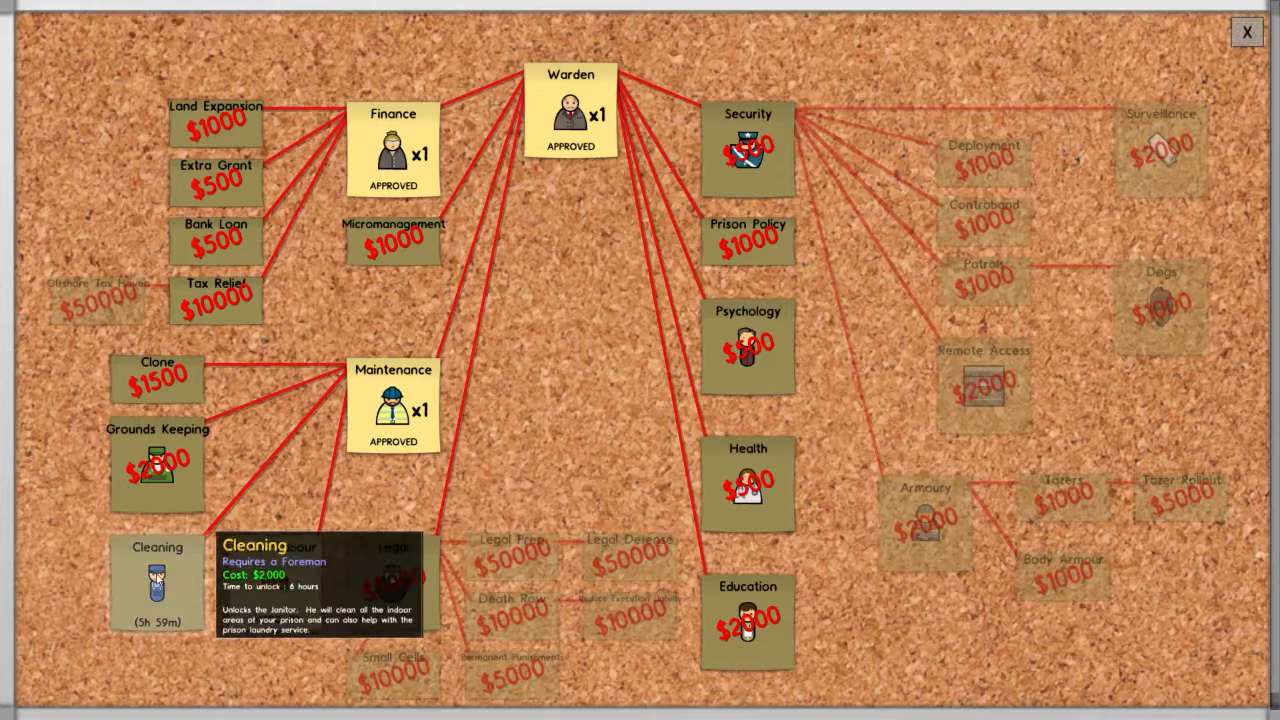 X
Warden
x1
APPROVED
Land Expansion
$1000
Finance
x1
APPROVED
Security
$500
Surveillance
$2000
Deployment
$1000
Extra Grant
$500
Contraband
$1000
Bank Loan
$500
Micromanagement
$1000
Prison Policy
$1000
Patrols
$1000
Dogs
$1000
Offshore Tax Haven
$50000
Tax Relief
$10000
Psychology
$500
Remote Access
$2000
Clone
$1500
Maintenance
x1
APPROVED
Grounds Keeping
$2000
Health
$500
Armoury
$2000
Tazers
$1000
Tazer Rollout
$5000
Body Armour
$1000
Cleaning
(5h 59m)
Cleaning
Requires a Foreman
Cost: $2,000
Time to unlock : 6 hours
Unlocks the Janitor. He will clean all the indoor
areas of your prison and can also help with the
prison laundry service.
Legal
Legal Prep
$50000
Legal Defense
$50000
Death Row
$10000
$10000
Education
$2000
Small Cells
$10000
Permanent Punishments
$5000